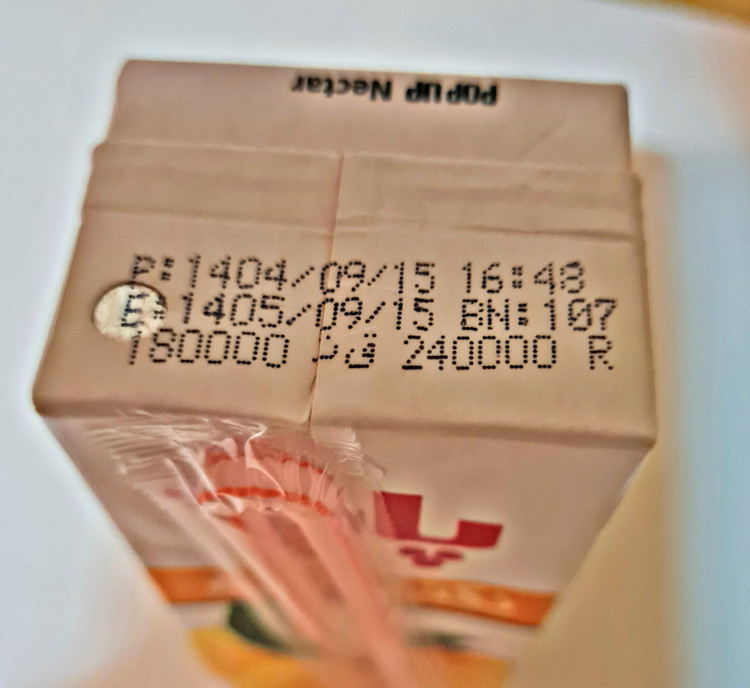 POPUP Nectar
P:1404/09/15 16:48
E:1405/09/15 BN:107
180000 ق.ت 240000 R